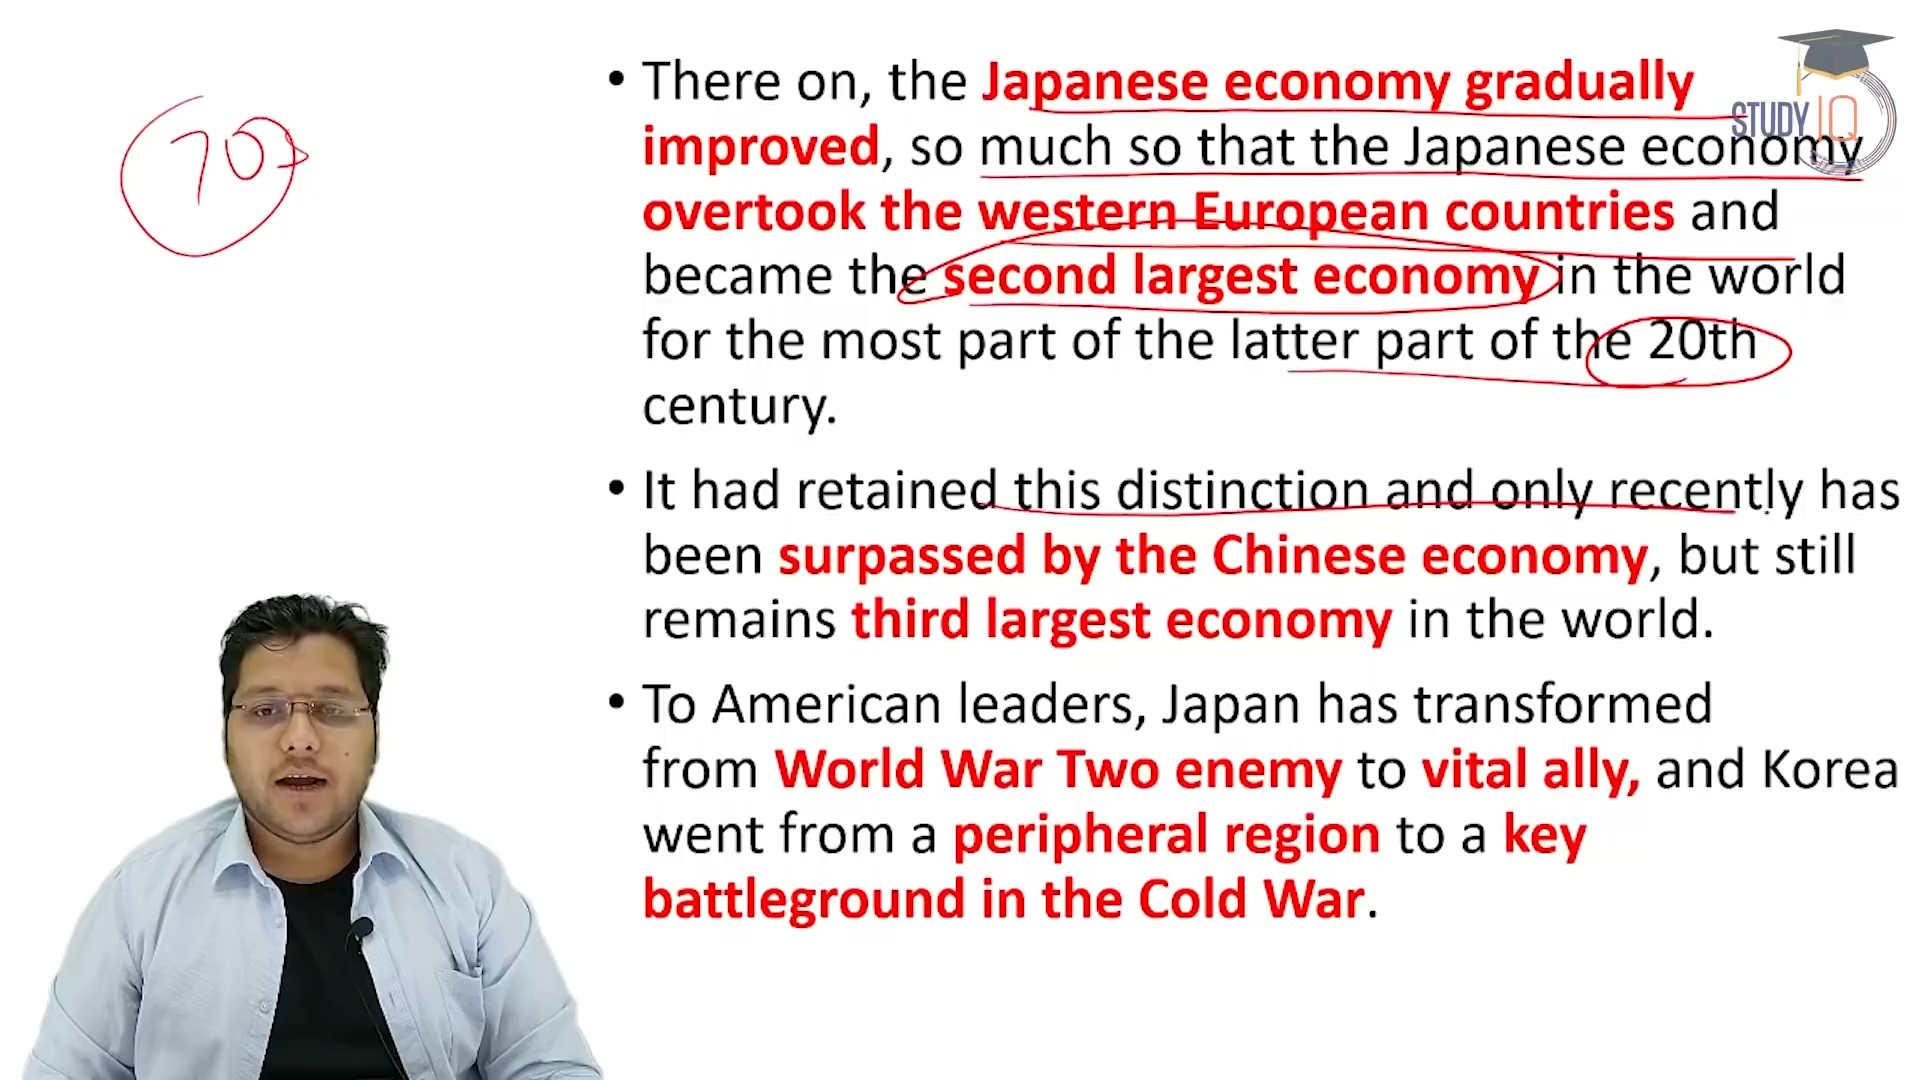 70s
• There on, the Japanese economy gradually
improved, so much so that the Japanese economy
overtook the western European countries and
became the second largest economy in the world
for the most part of the latter part of the 20th
century.
• It had retained this distinction and only recently has
been surpassed by the Chinese economy, but still
remains third largest economy in the world.
• To American leaders, Japan has transformed
from World War Two enemy to vital ally, and Korea
went from a peripheral region to a key
battleground in the Cold War.
STUDY IQ